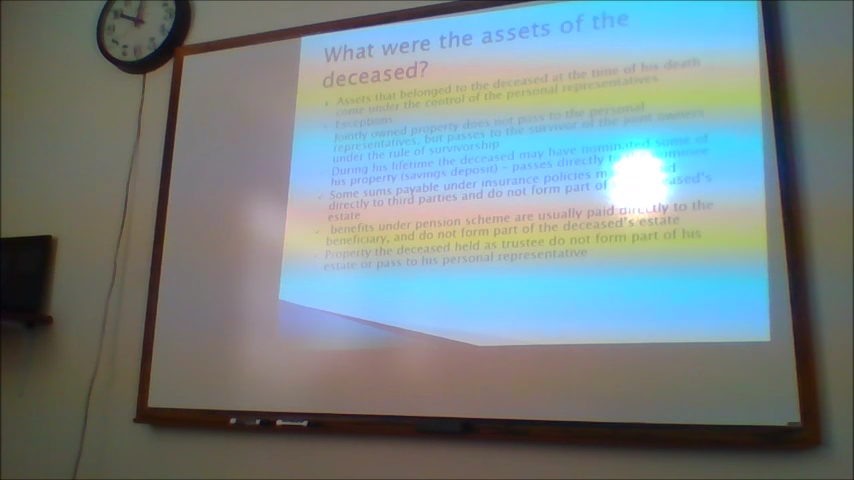 What were the assets of the
deceased?
Assets that belonged to the deceased at the time of his death
come under the control of the personal representatives
Exceptions
Jointly owned property does not pass to the personal
representatives, but passes to the survivor of the joint owners
under the rule of survivorship
During his lifetime the deceased may have nominated some of
his property (savings deposit) – passes directly
Some sums payable under insurance policies
directly to third parties and do not form part of
estate
benefits under pension scheme are usually paid directly to the
beneficiary, and do not form part of the deceased's estate
Property the deceased held as trustee do not form part of his
estate or pass to his personal representative